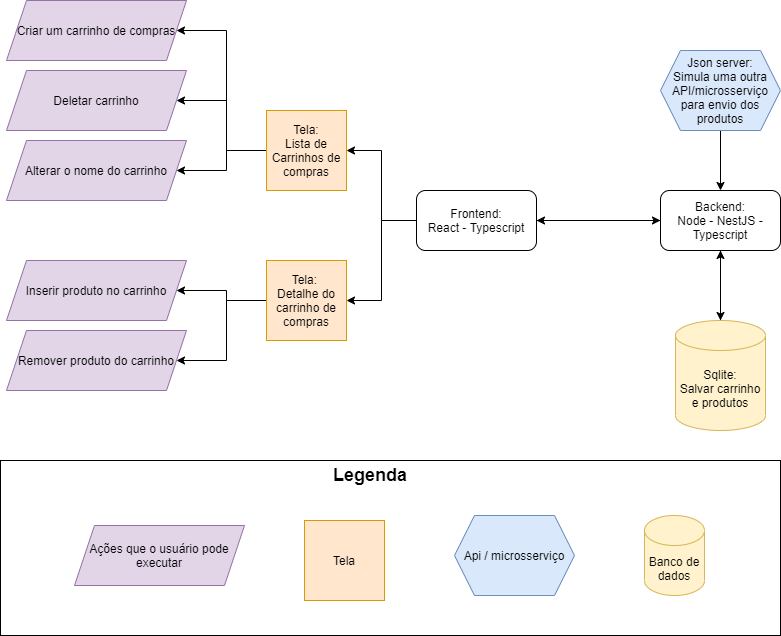 Criar um carrinho de compras
Deletar carrinho
Alterar o nome do carrinho
Inserir produto no carrinho
Remover produto do carrinho
Tela:
Lista de
Carrinhos de
compras
Tela:
Detalhe do
carrinho de
compras
Frontend:
React - Typescript
Json server:
Simula uma outra
API/microserviço
para envio dos
produtos
Backend:
Node - NestJS -
Typescript
Sqlite:
Salvar carrinho
e produtos
Legenda
Ações que o usuário pode
executar
Tela
Api / microsserviço
Banco de
dados